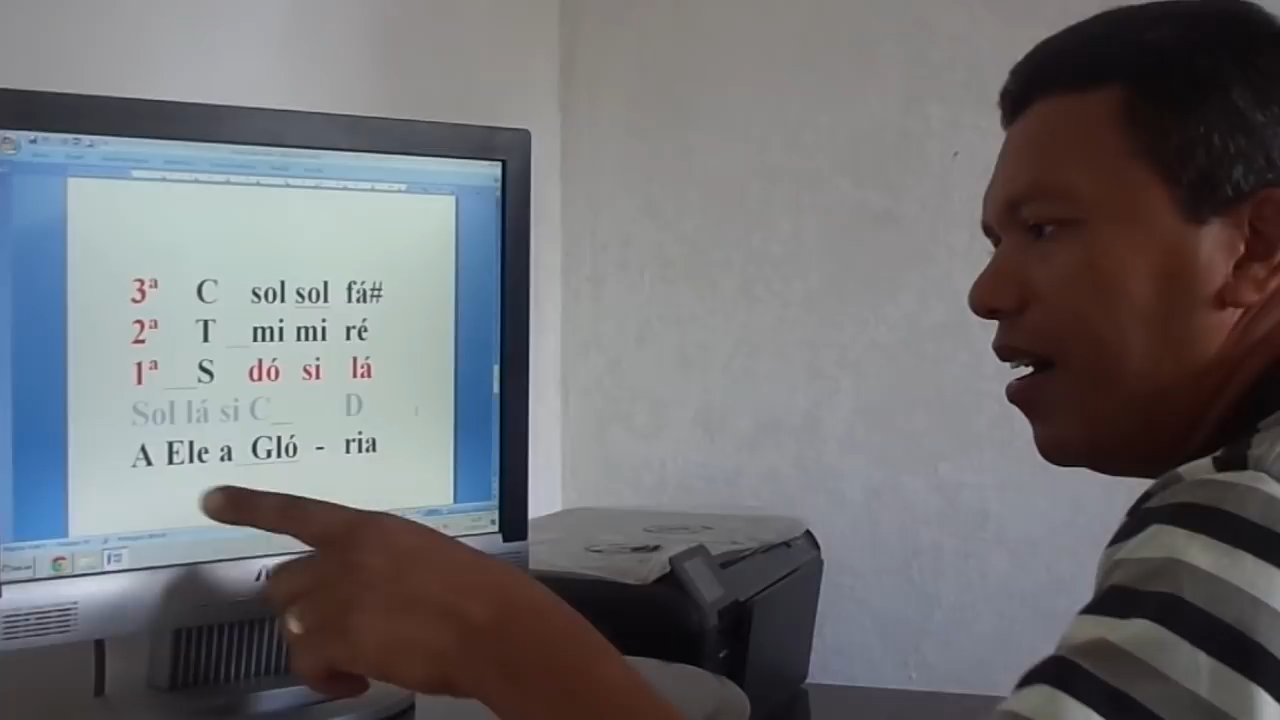 3ª C sol sol fá#
2ª T mi mi ré
1ª S dó si lá
Sol lá si C D
A Ele a Gló - ria